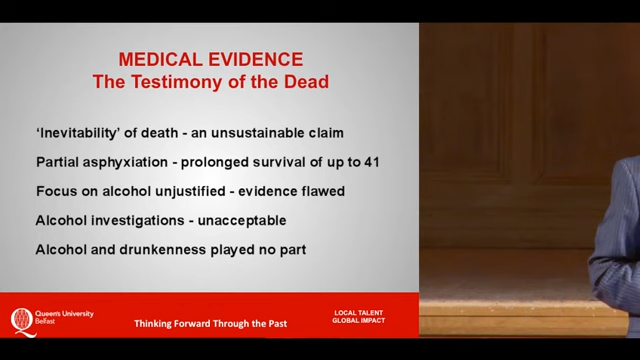 MEDICAL EVIDENCE
The Testimony of the Dead
‘Inevitability’ of death - an unsustainable claim
Partial asphyxiation - prolonged survival of up to 41
Focus on alcohol unjustified - evidence flawed
Alcohol investigations - unacceptable
Alcohol and drunkenness played no part
Queen's University
Belfast
Thinking Forward Through the Past
LOCAL TALENT
GLOBAL IMPACT